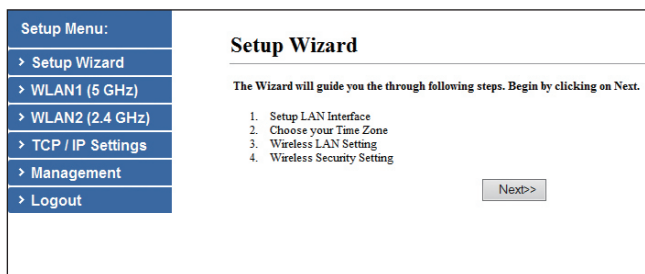 Setup Menu:
> Setup Wizard
> WLAN1 (5 GHz)
> WLAN2 (2.4 GHz)
> TCP / IP Settings
> Management
> Logout
Setup Wizard
The Wizard will guide you the through following steps. Begin by clicking on Next.
1. Setup LAN Interface
2. Choose your Time Zone
3. Wireless LAN Setting
4. Wireless Security Setting
Next>>